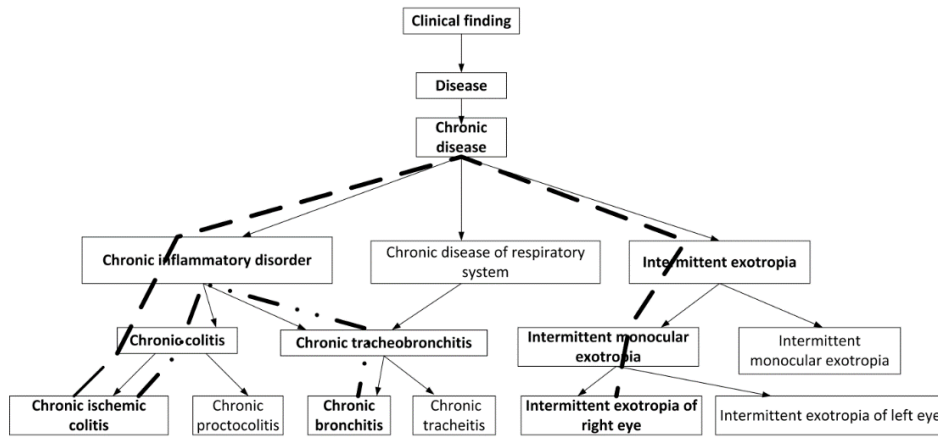 Clinical finding
Disease
Chronic
disease
Chronic inflammatory disorder
Chronic disease of respiratory
system
Intermittent exotropia
Chronic colitis
Chronic tracheobronchitis
Intermittent monocular
exotropia
Intermittent
monocular exotropia
Chronic ischemic
colitis
Chronic
proctocolitis
Chronic
bronchitis
Chronic
tracheitis
Intermittent exotropia of
right eye
Intermittent exotropia of left eye